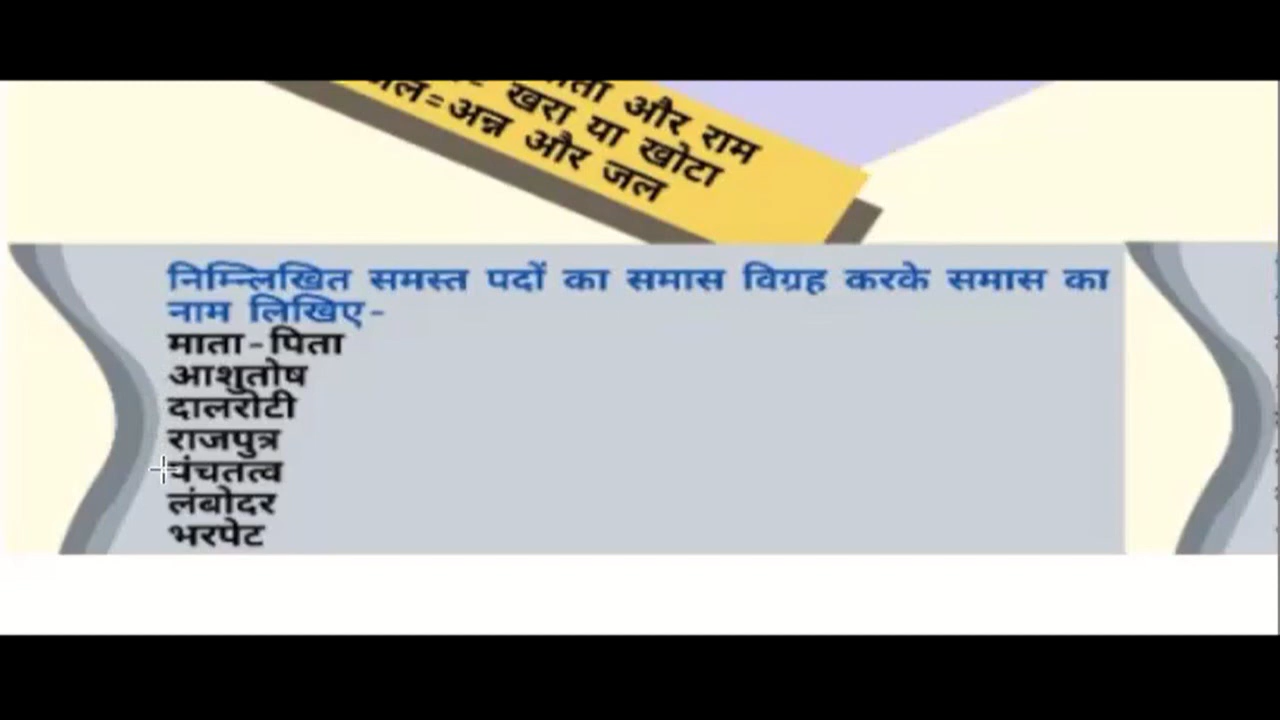 और राम
खरा या खोटा
अन्न और जल
निम्न्लिखित समस्त पदों का समास विग्रह करके समास का
नाम लिखिए-
माता-पिता
आशुतोष
दालरोटी
राजपुत्र
पंचतत्व
लंबोदर
भरपेट